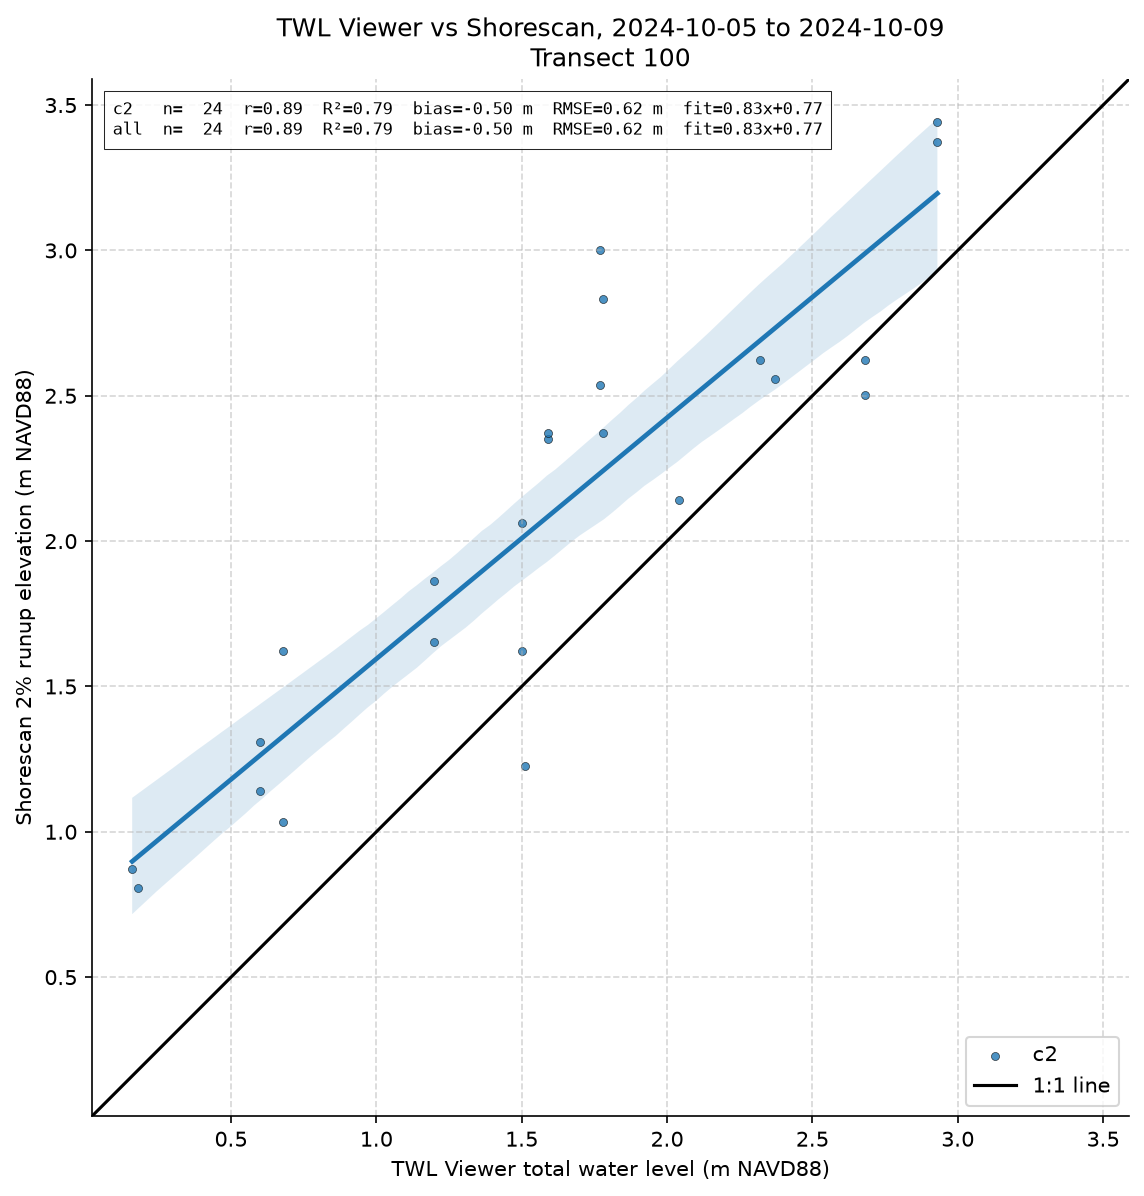 TWL Viewer vs Shorescan, 2024-10-05 to 2024-10-09
Transect 100
c2 n= 24 r=0.89 R²=0.79 bias=-0.50 m RMSE=0.62 m fit=0.83x+0.77
all n= 24 r=0.89 R²=0.79 bias=-0.50 m RMSE=0.62 m fit=0.83x+0.77
Shorescan 2% runup elevation (m NAVD88)
3.5
3.0
2.5
2.0
1.5
1.0
0.5
c2
1:1 line
0.5 1.0 1.5 2.0 2.5 3.0 3.5
TWL Viewer total water level (m NAVD88)